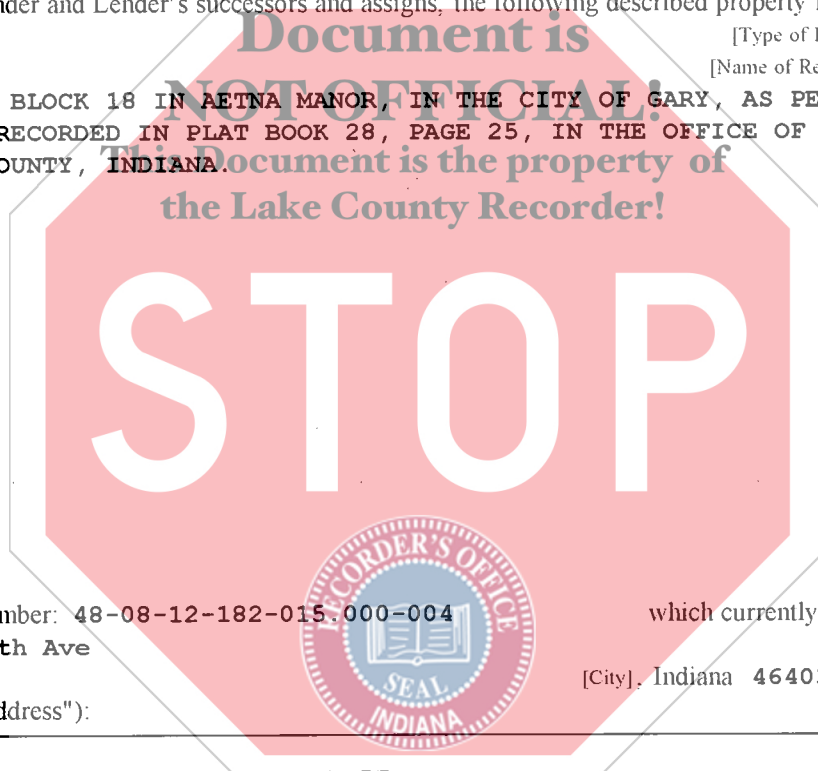 nder and Lender's successors and assigns, the following described property
Document is
[Type of
[Name of Re
NOT OFFICIAL!
BLOCK 18 IN AETNA MANOR, IN THE CITY OF GARY, AS PE
RECORDED IN PLAT BOOK 28, PAGE 25, IN THE OFFICE OF
OUNTY, INDIANA.
This Document is the property of
the Lake County Recorder!
STOP
RECORDER'S OFFICE
mber: 48-08-12-182-015.000-004 which currently
th Ave
SEAL
[City], Indiana 4640
INDIANA
ddress"):